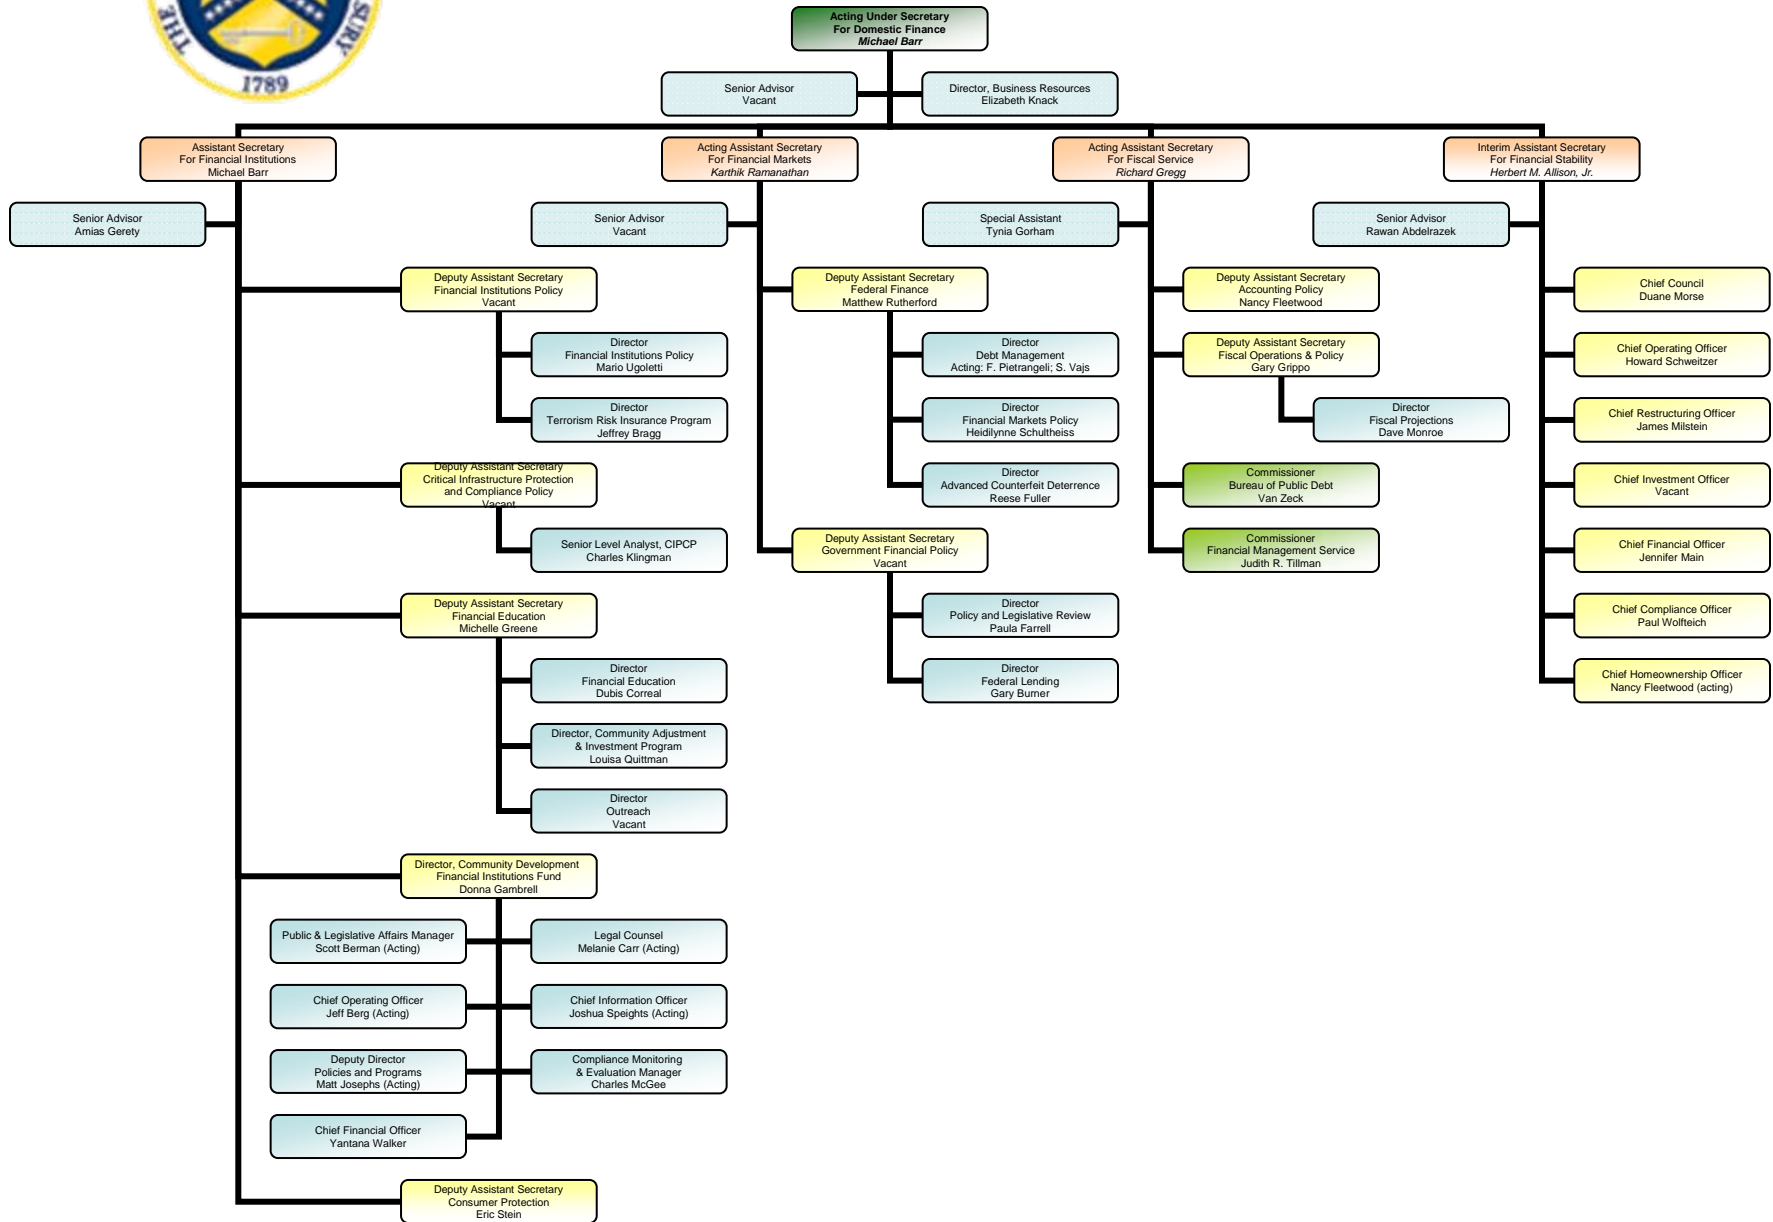 THE
SURY
1789
Acting Under Secretary
For Domestic Finance
Michael Barr
Senior Advisor
Vacant
Director, Business Resources
Elizabeth Knack
Assistant Secretary
For Financial Institutions
Michael Barr
Acting Assistant Secretary
For Financial Markets
Karthik Ramanathan
Acting Assistant Secretary
For Fiscal Service
Richard Gregg
Interim Assistant Secretary
For Financial Stability
Herbert M. Allison, Jr.
Senior Advisor
Amias Gerety
Senior Advisor
Vacant
Special Assistant
Tynia Gorham
Senior Advisor
Rawan Abdelrazek
Deputy Assistant Secretary
Financial Institutions Policy
Vacant
Director
Financial Institutions Policy
Mario Ugoletti
Director
Terrorism Risk Insurance Program
Jeffrey Bragg
Deputy Assistant Secretary
Critical Infrastructure Protection
and Compliance Policy
Vacant
Senior Level Analyst, CIPCP
Charles Klingman
Deputy Assistant Secretary
Financial Education
Michelle Greene
Director
Financial Education
Dubis Correal
Director, Community Adjustment
& Investment Program
Louisa Quittman
Director
Outreach
Vacant
Director, Community Development
Financial Institutions Fund
Donna Gambrell
Public & Legislative Affairs Manager
Scott Berman (Acting)
Legal Counsel
Melanie Carr (Acting)
Chief Operating Officer
Jeff Berg (Acting)
Chief Information Officer
Joshua Speights (Acting)
Deputy Director
Policies and Programs
Matt Josephs (Acting)
Compliance Monitoring
& Evaluation Manager
Charles McGee
Chief Financial Officer
Yantana Walker
Deputy Assistant Secretary
Consumer Protection
Eric Stein
Deputy Assistant Secretary
Federal Finance
Matthew Rutherford
Director
Debt Management
Acting: F. Pietrangeli; S. Vajs
Director
Financial Markets Policy
Heidilynne Schultheiss
Director
Advanced Counterfeit Deterrence
Reese Fuller
Deputy Assistant Secretary
Government Financial Policy
Vacant
Director
Policy and Legislative Review
Paula Farrell
Director
Federal Lending
Gary Burner
Deputy Assistant Secretary
Accounting Policy
Nancy Fleetwood
Deputy Assistant Secretary
Fiscal Operations & Policy
Gary Grippo
Director
Fiscal Projections
Dave Monroe
Commissioner
Bureau of Public Debt
Van Zeck
Commissioner
Financial Management Service
Judith R. Tillman
Chief Council
Duane Morse
Chief Operating Officer
Howard Schweitzer
Chief Restructuring Officer
James Milstein
Chief Investment Officer
Vacant
Chief Financial Officer
Jennifer Main
Chief Compliance Officer
Paul Wolfteich
Chief Homeownership Officer
Nancy Fleetwood (acting)